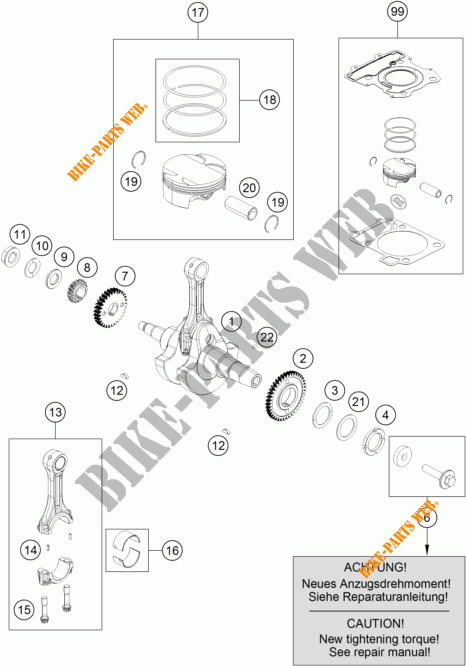 17
99
18
BIKE-PARTS WEB.
19
20
19
®
11
10
9
8
7
1
22
2
BIKE-PARTS WEB
12
3
21
4
13
12
14
16
6
BIKE-PARTS WEB.
15
ACHTUNG!
Neues Anzugsdrehmoment!
Siehe Reparaturanleitung!
CAUTION!
New tightening torque!
See repair manual!